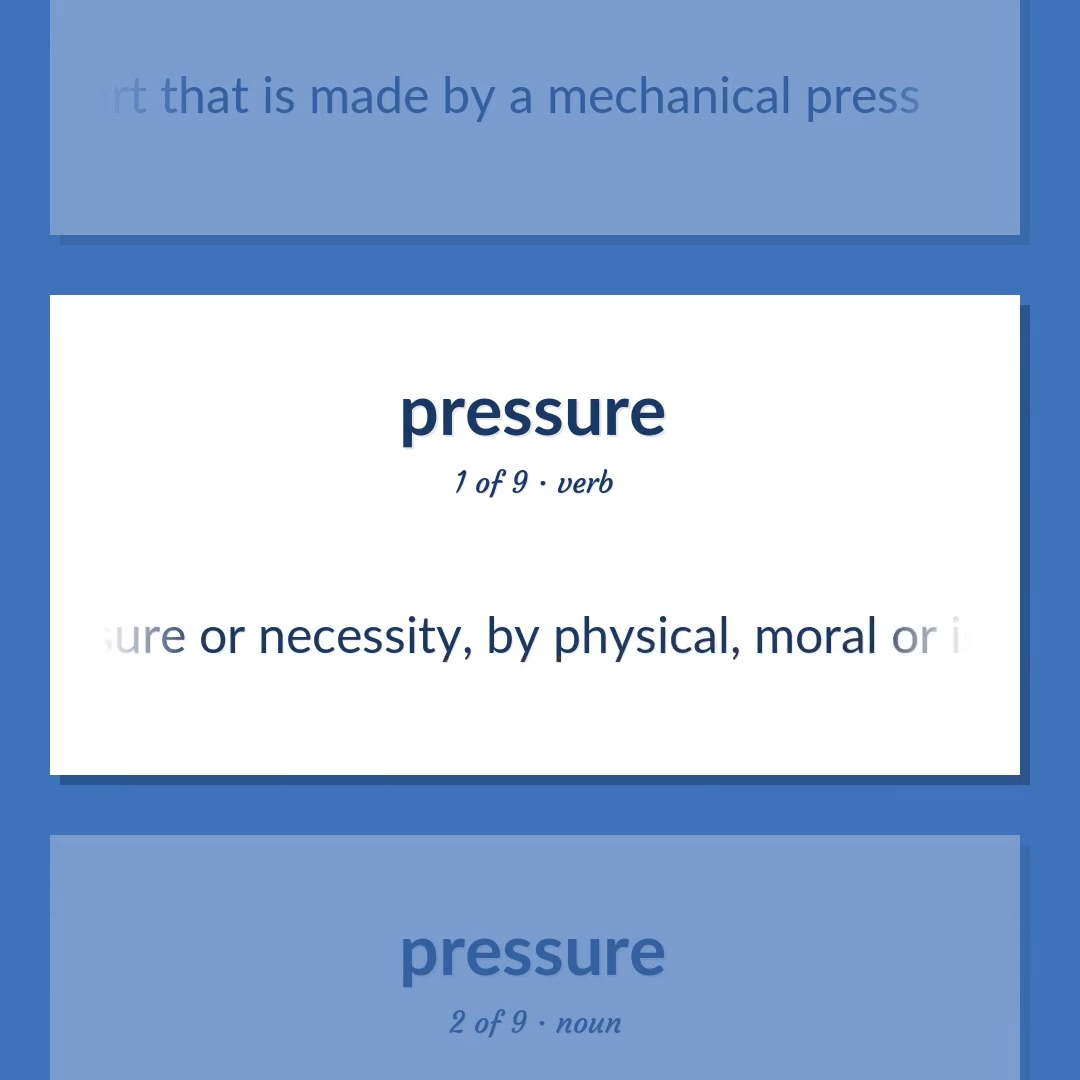 that is made by a mechanical press
pressure
1 of 9 · verb
or necessity, by physical, moral or
pressure
2 of 9 · noun